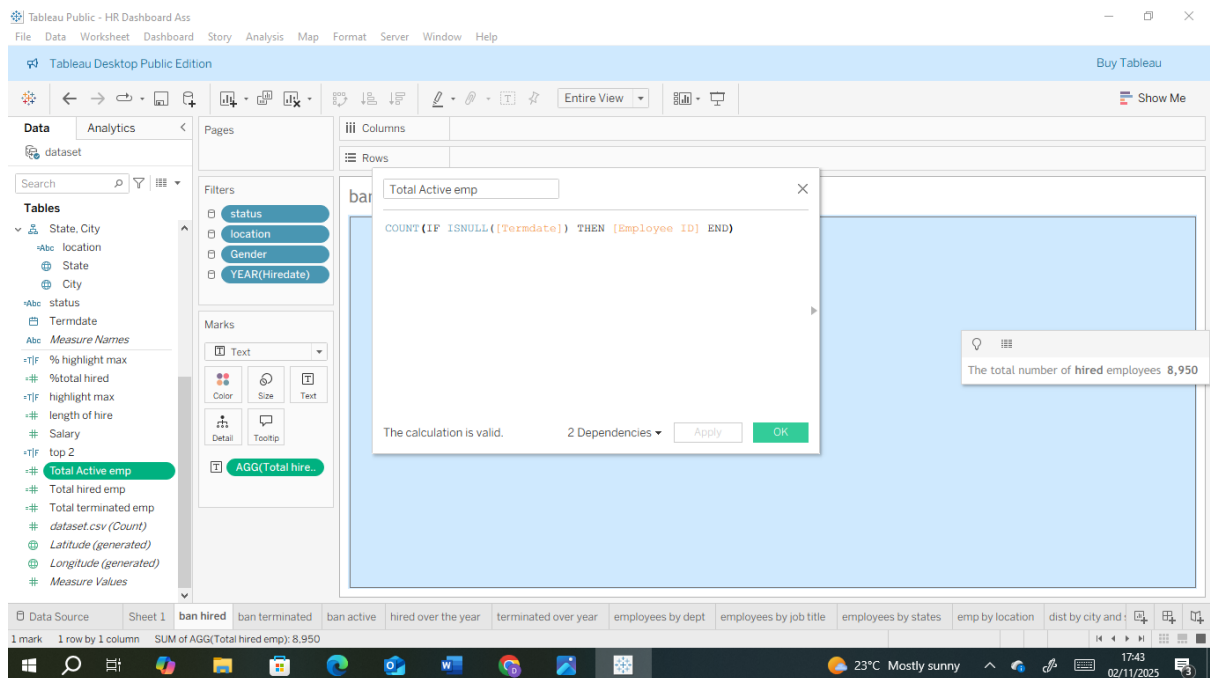 Tableau Public - HR Dashboard Ass
File Data Worksheet Dashboard Story Analysis Map Format Server Window Help
Tableau Desktop Public Edition Buy Tableau
Entire View Show Me
Data Analytics Pages Columns
dataset
Rows
Search
Tables
State, City
Abc location
State
City
Abc status
Termdate
Abc Measure Names
=T|F % highlight max
=# %total hired
=T|F highlight max
=# length of hire
# Salary
=T|F top 2
=# Total Active emp
=# Total hired emp
=# Total terminated emp
# dataset.csv (Count)
Latitude (generated)
Longitude (generated)
# Measure Values
Filters
status
location
Gender
YEAR(Hiredate)
Marks
T Text
Color Size Text
Detail Tooltip
T AGG(Total hire..
Total Active emp
COUNT(IF ISNULL([Termdate]) THEN [Employee ID] END)
The calculation is valid. 2 Dependencies Apply OK
The total number of hired employees 8,950
Data Source Sheet 1 ban hired ban terminated ban active hired over the year terminated over year employees by dept employees by job title employees by states emp by location dist by city and
1 mark 1 row by 1 column SUM of AGG(Total hired emp): 8,950
23°C Mostly sunny
17:43
02/11/2025
3